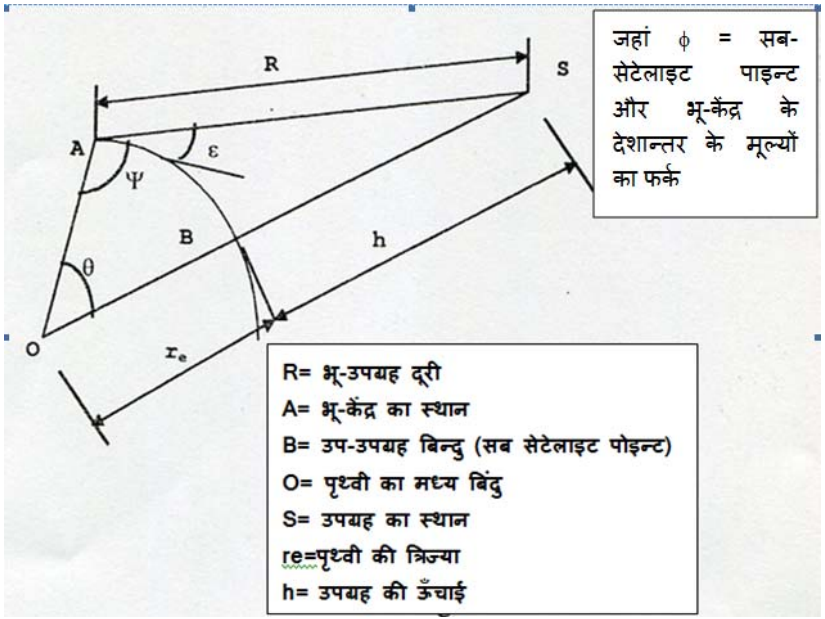 R
S
जहां ϕ = सब-
सेटेलाइट पाइन्ट
और भू-केंद्र के
देशान्तर के मूल्यों
का फर्क
A
ε
Ψ
B
h
θ
O
re
R= भू-उपग्रह दूरी
A= भू-केंद्र का स्थान
B= उप-उपग्रह बिन्दु (सब सेटेलाइट पोइन्ट)
O= पृथ्वी का मध्य बिंदु
S= उपग्रह का स्थान
re=पृथ्वी की त्रिज्या
h= उपग्रह की ऊँचाई